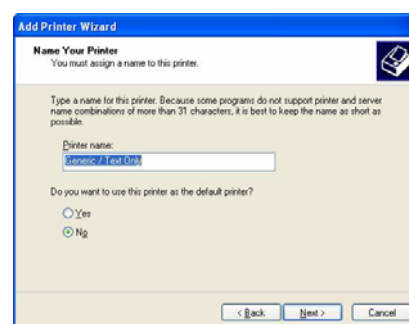 Add Printer Wizard
Name Your Printer
You must assign a name to this printer.
Type a name for this printer. Because some programs do not support printer and server
name combinations of more than 31 characters, it is best to keep the name as short as
possible.
Printer name:
Generic / Text Only
Do you want to use this printer as the default printer?
Yes
No
< Back
Next >
Cancel